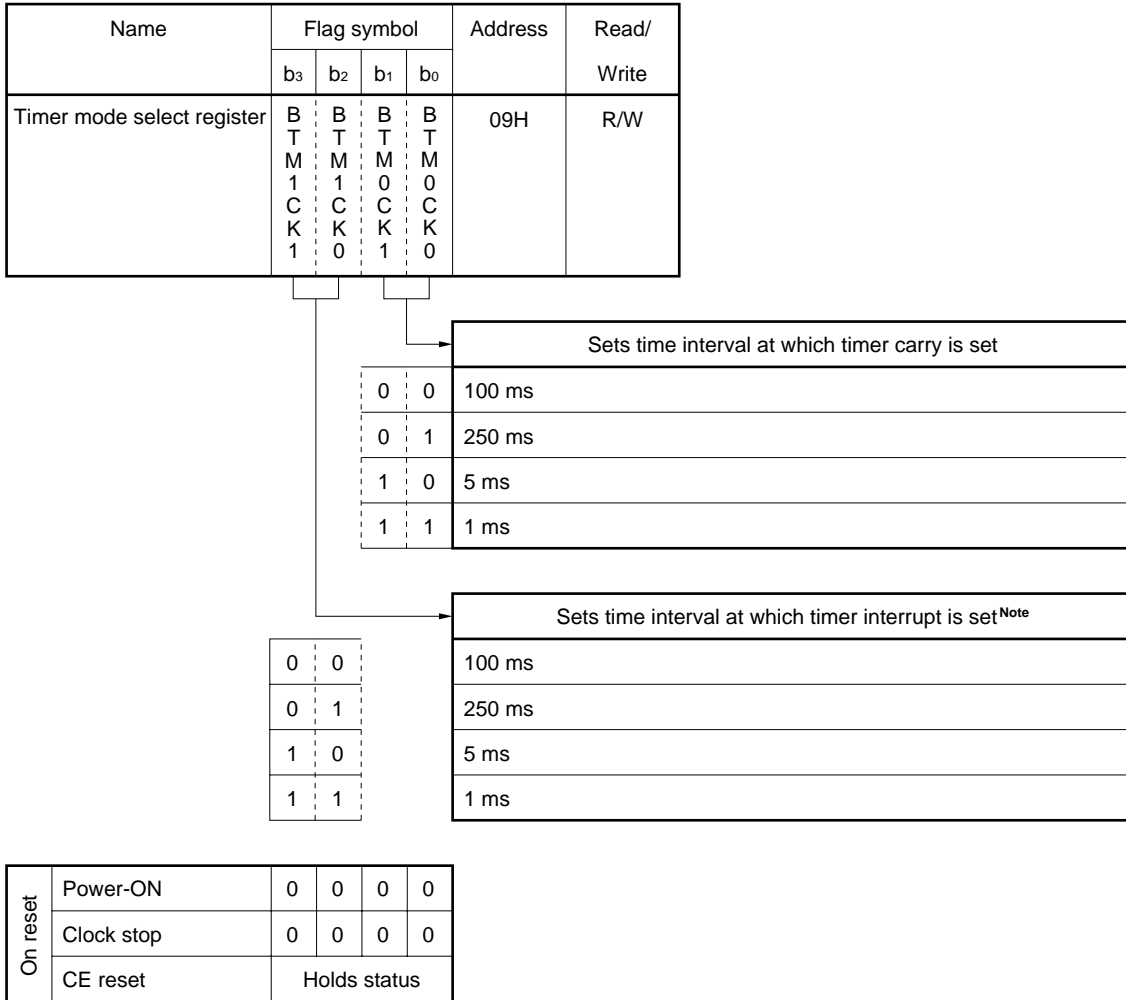 Name Flag symbol Address Read/
b3 b2 b1 b0 Write
Timer mode select register BTM1CK1 BTM1CK0 BTM0CK1 BTM0CK0 09H R/W
Sets time interval at which timer carry is set
0 0 100 ms
0 1 250 ms
1 0 5 ms
1 1 1 ms
Sets time interval at which timer interrupt is set Note
0 0 100 ms
0 1 250 ms
1 0 5 ms
1 1 1 ms
On reset
Power-ON 0 0 0 0
Clock stop 0 0 0 0
CE reset Holds status